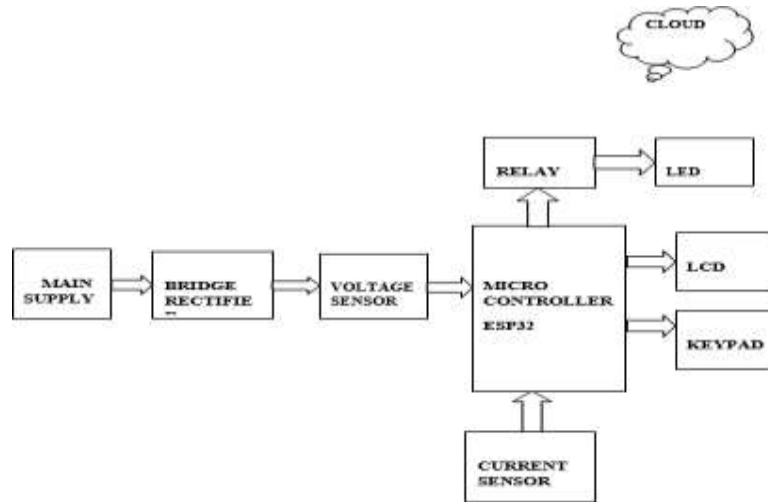 CLOUD
RELAY
LED
MAIN
SUPPLY
BRIDGE
RECTIFIE
VOLTAGE
SENSOR
MICRO
CONTROLLER
ESP32
LCD
KEYPAD
CURRENT
SENSOR